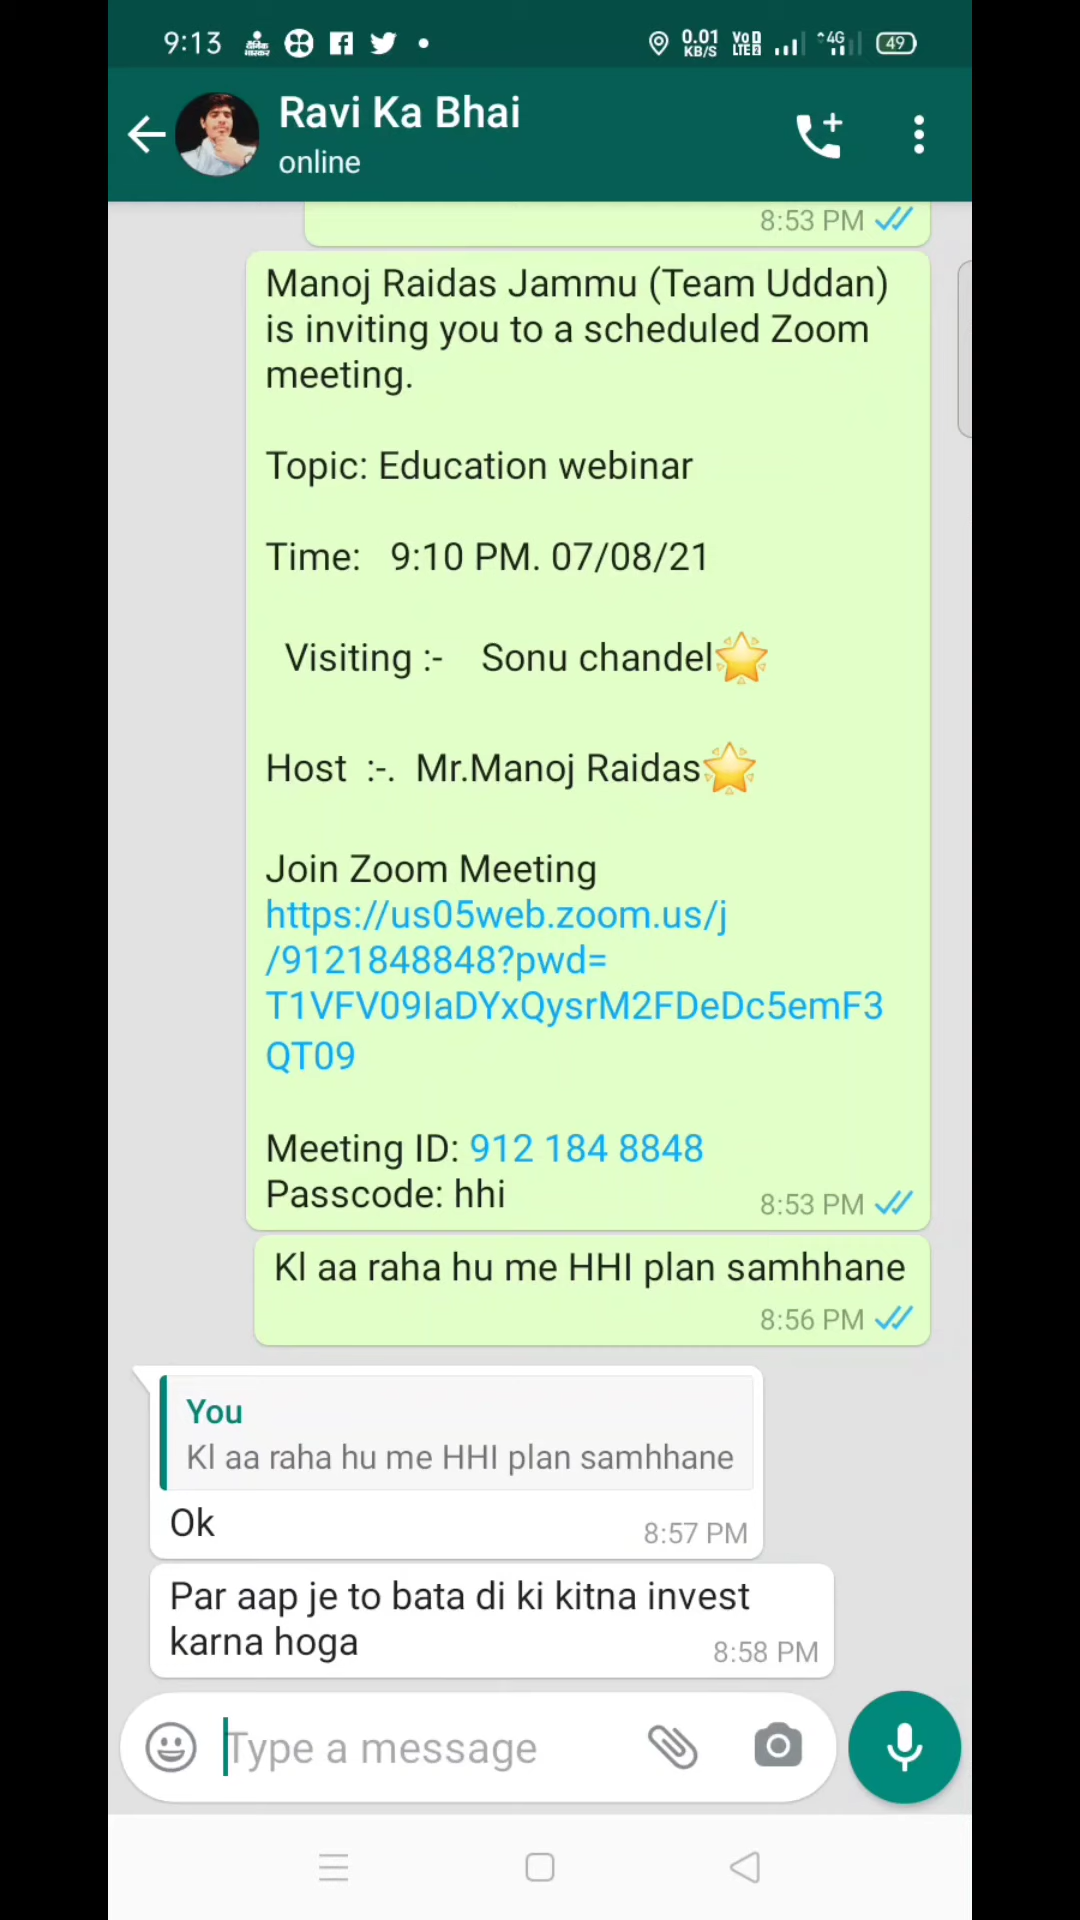 9:13
0.01
KB/S
Vo
LTE 2
4G
49
Ravi Ka Bhai
online
8:53 PM
Manoj Raidas Jammu (Team Uddan)
is inviting you to a scheduled Zoom
meeting.
Topic: Education webinar
Time: 9:10 PM. 07/08/21
Visiting :- Sonu chandel🌟
Host :-. Mr.Manoj Raidas🌟
Join Zoom Meeting
https://us05web.zoom.us/j
/9121848848?pwd=
T1VFV09IaDYxQysrM2FDeDc5emF3
QT09
Meeting ID: 912 184 8848
Passcode: hhi
8:53 PM
Kl aa raha hu me HHI plan samhhane
8:56 PM
You
Kl aa raha hu me HHI plan samhhane
Ok
8:57 PM
Par aap je to bata di ki kitna invest
karna hoga
8:58 PM
Type a message